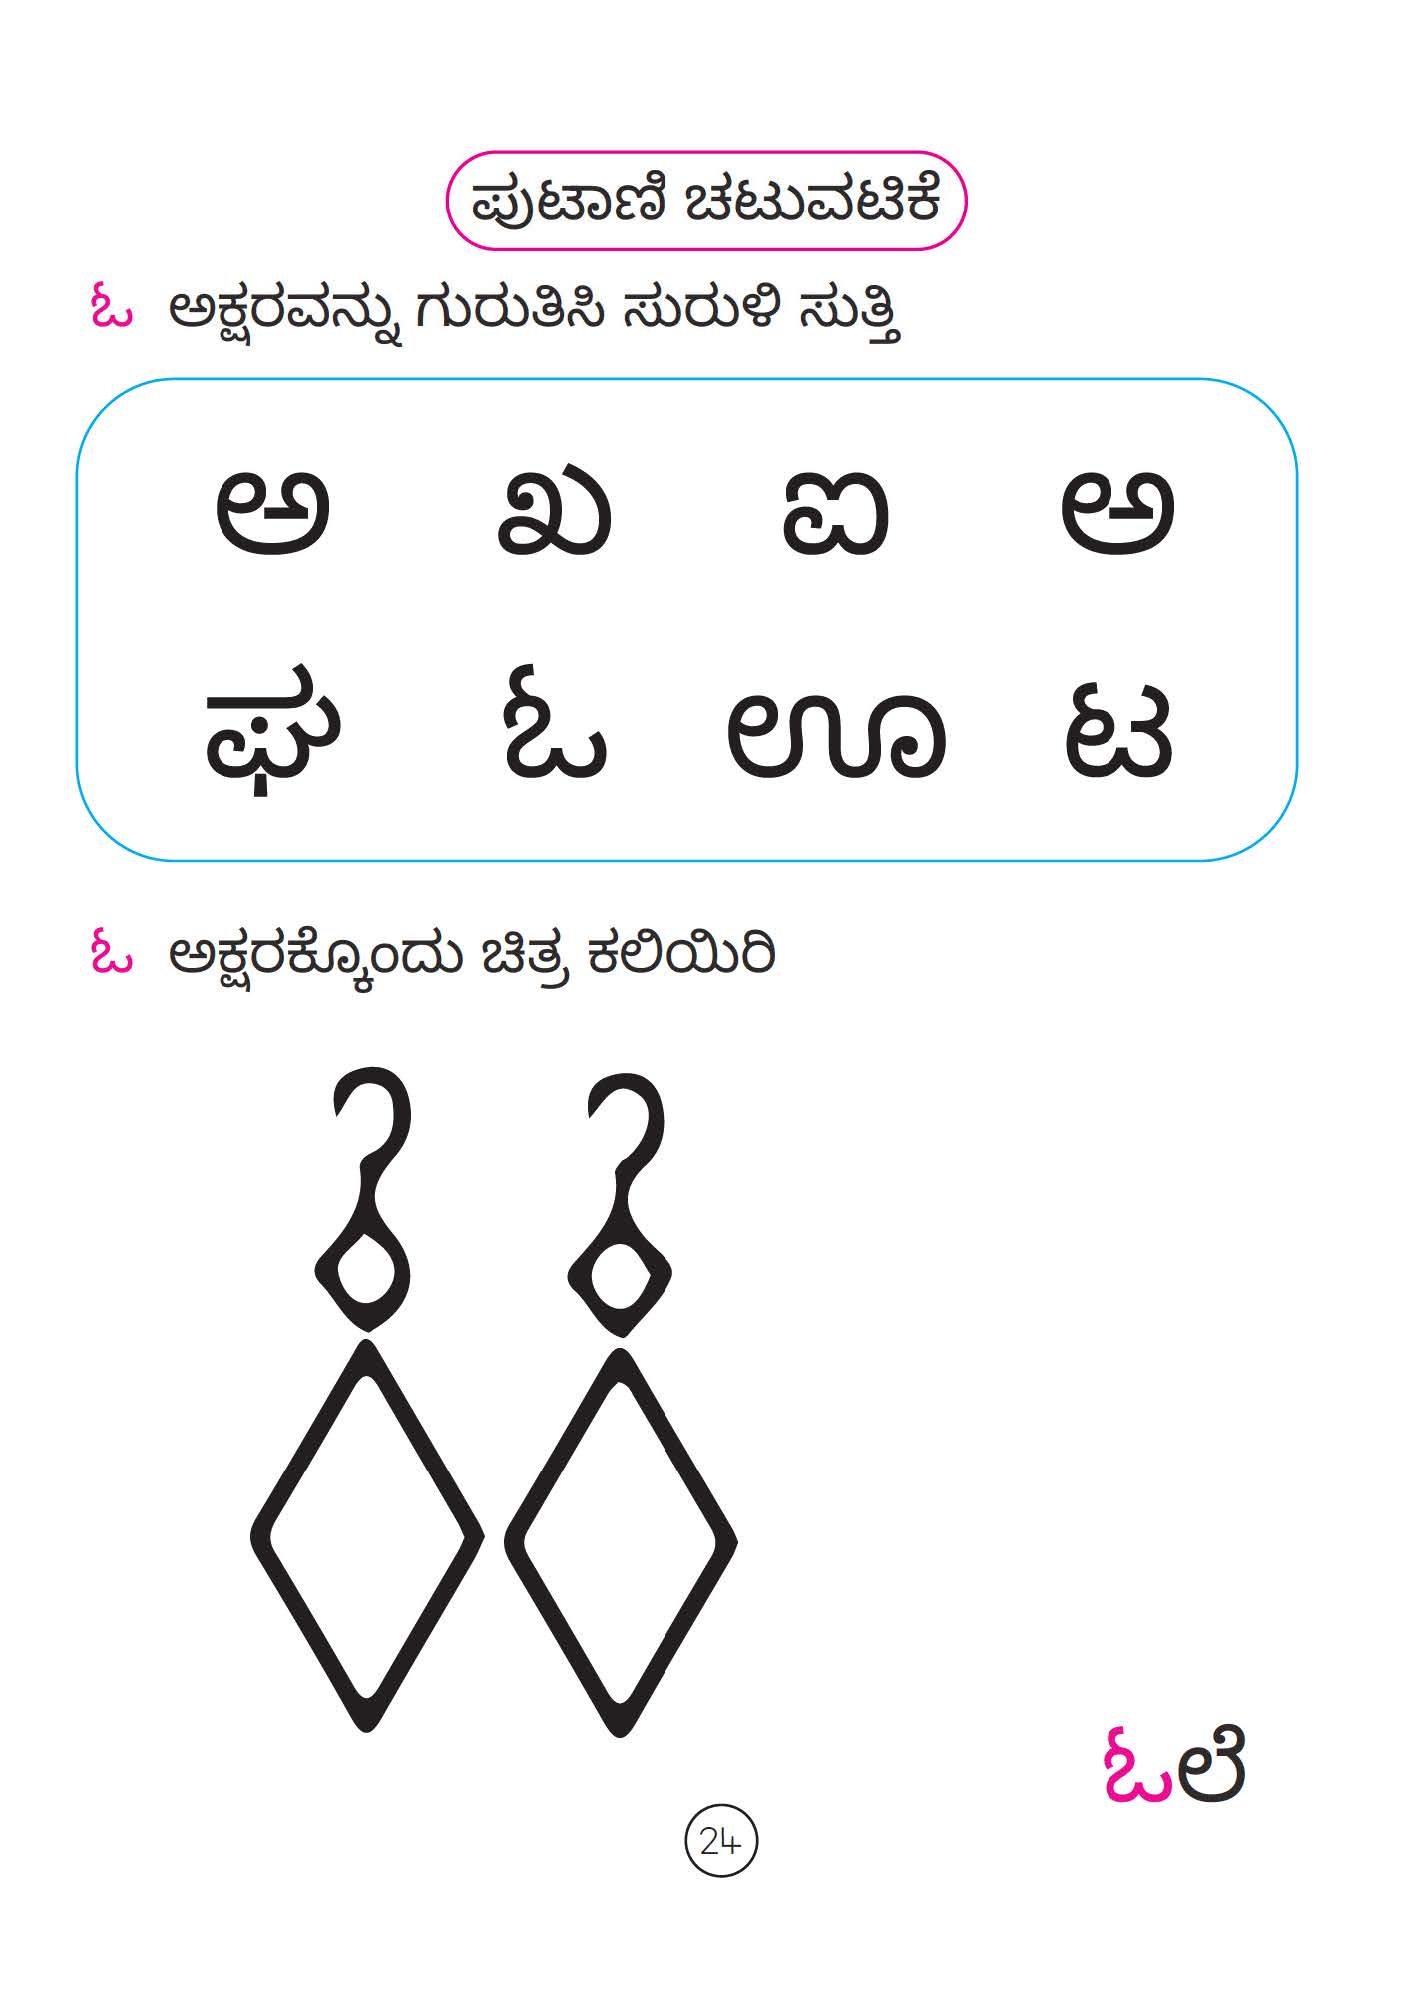 ಪುಟಾಣಿ ಚಟುವಟಿಕೆ
ಓ ಅಕ್ಷರವನ್ನು ಗುರುತಿಸಿ ಸುರುಳಿ ಸುತ್ತಿ
ಅ ಖ ಐ ಅ
ಘ ಓ ಊ ಟ
ಓ ಅಕ್ಷರಕ್ಕೊಂದು ಚಿತ್ರ ಕಲಿಯಿರಿ
ಓಲೆ
24